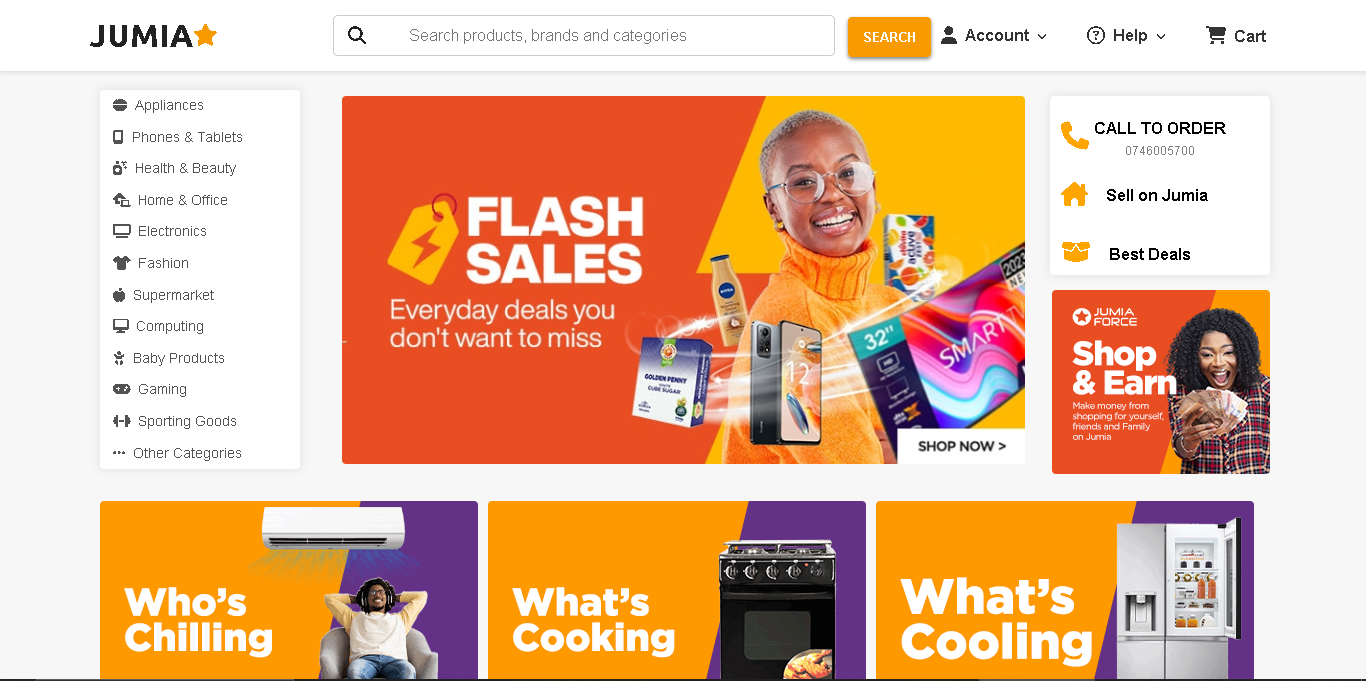 JUMIA
Search products, brands and categories
SEARCH
Account
Help
Cart
Appliances
Phones & Tablets
Health & Beauty
Home & Office
Electronics
Fashion
Supermarket
Computing
Baby Products
Gaming
Sporting Goods
Other Categories
FLASH
SALES
Everyday deals you
don't want to miss
NIVEA
GOLDEN PENNY
CUBE SUGAR
12
32"
HD
SMART TV
2023
SHOP NOW >
CALL TO ORDER
0746005700
Sell on Jumia
Best Deals
JUMIA
FORCE
Shop
& Earn
Make money from
shopping for yourself,
friends and Family
on Jumia
Who's
Chilling
What's
Cooking
What's
Cooling